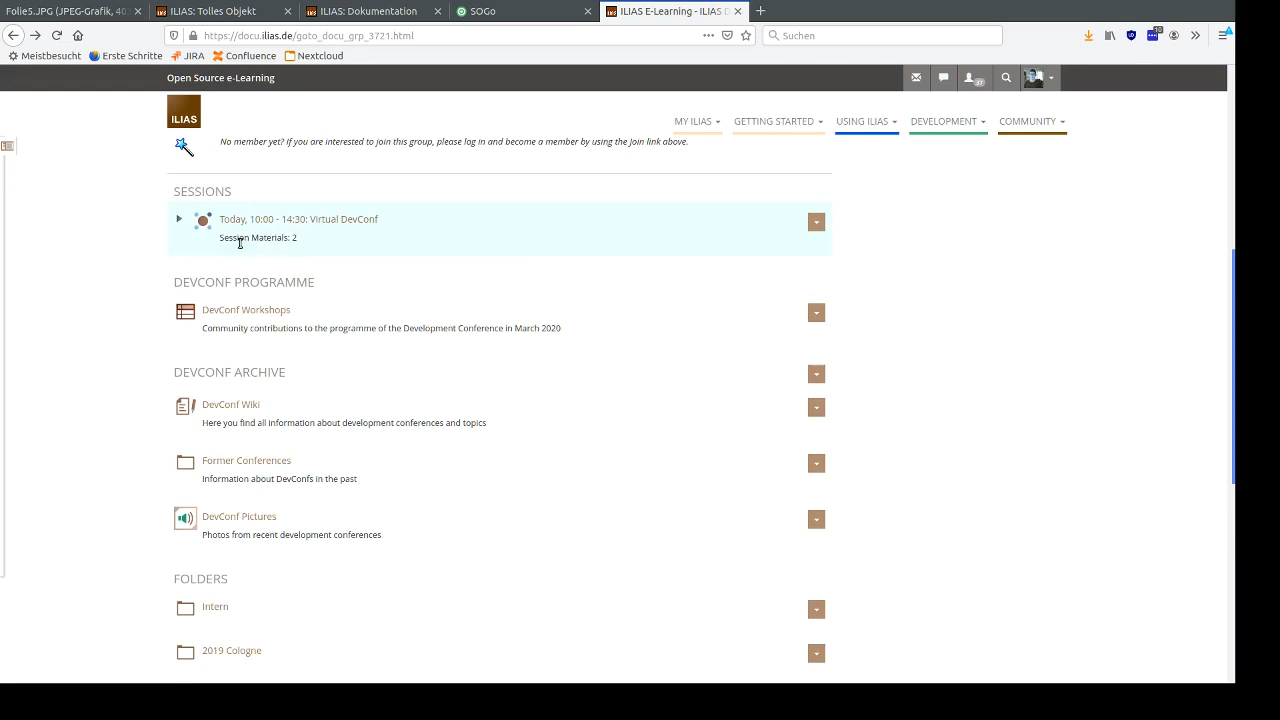 Folie5.JPG (JPEG-Grafik, 40
ILIAS: Tolles Objekt
ILIAS: Dokumentation
SOGo
ILIAS E-Learning - ILIAS D
https://docu.ilias.de/goto_docu_grp_3721.html
Suchen
Meistbesucht
Erste Schritte
JIRA
Confluence
Nextcloud
Open Source e-Learning
ILIAS
MY ILIAS
GETTING STARTED
USING ILIAS
DEVELOPMENT
COMMUNITY
No member yet? If you are interested to join this group, please log in and become a member by using the Join link above.
SESSIONS
Today, 10:00 - 14:30: Virtual DevConf
Session Materials: 2
DEVCONF PROGRAMME
DevConf Workshops
Community contributions to the programme of the Development Conference in March 2020
DEVCONF ARCHIVE
DevConf Wiki
Here you find all information about development conferences and topics
Former Conferences
Information about DevConfs in the past
DevConf Pictures
Photos from recent development conferences
FOLDERS
Intern
2019 Cologne